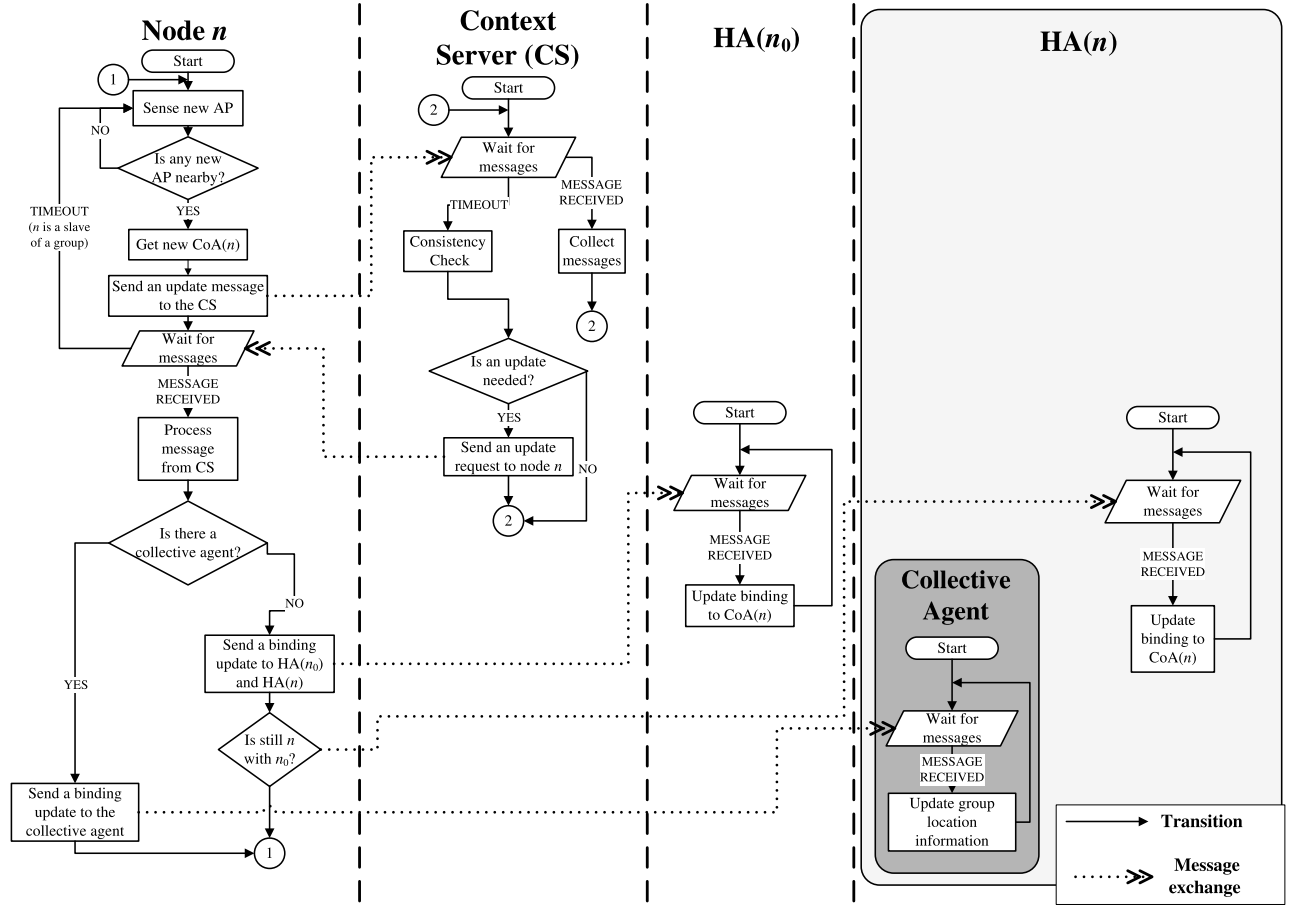 Node n
Start
1
Sense new AP
NO
Is any new
AP nearby?
YES
TIMEOUT
(n is a slave
of a group)
Get new CoA(n)
Send an update message
to the CS
Wait for
messages
MESSAGE
RECEIVED
Process
message
from CS
Is there a
collective agent?
NO
YES
Send a binding
update to HA(n₀)
and HA(n)
Is still n
with n₀?
Send a binding
update to the
collective agent
1
Context
Server (CS)
Start
2
Wait for
messages
TIMEOUT
MESSAGE
RECEIVED
Consistency
Check
Collect
messages
2
Is an update
needed?
YES
NO
Send an update
request to node n
2
HA(n₀)
Start
Wait for
messages
MESSAGE
RECEIVED
Update binding
to CoA(n)
HA(n)
Start
Wait for
messages
MESSAGE
RECEIVED
Update
binding to
CoA(n)
Collective
Agent
Start
Wait for
messages
MESSAGE
RECEIVED
Update group
location
information
Transition
Message
exchange